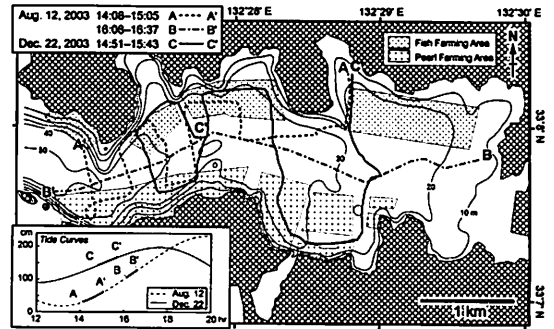 Aug. 12, 2003 14:08-15:05 A ----- A'
16:08-16:37 B -·-·- B'
Dec. 22, 2003 14:51-15:43 C —— C'
132°28' E
132°29' E
132°30' E
Fish Farming Area
Pearl Farming Area
N
A C
A'
C'
B
B'
40
30
30
20
10 m
33°8' N
33°7' N
1 km
cm
200
100
0
Tide Curves
C C'
B B'
A A'
Aug. 12
Dec. 22
12 14 16 18 20 hr